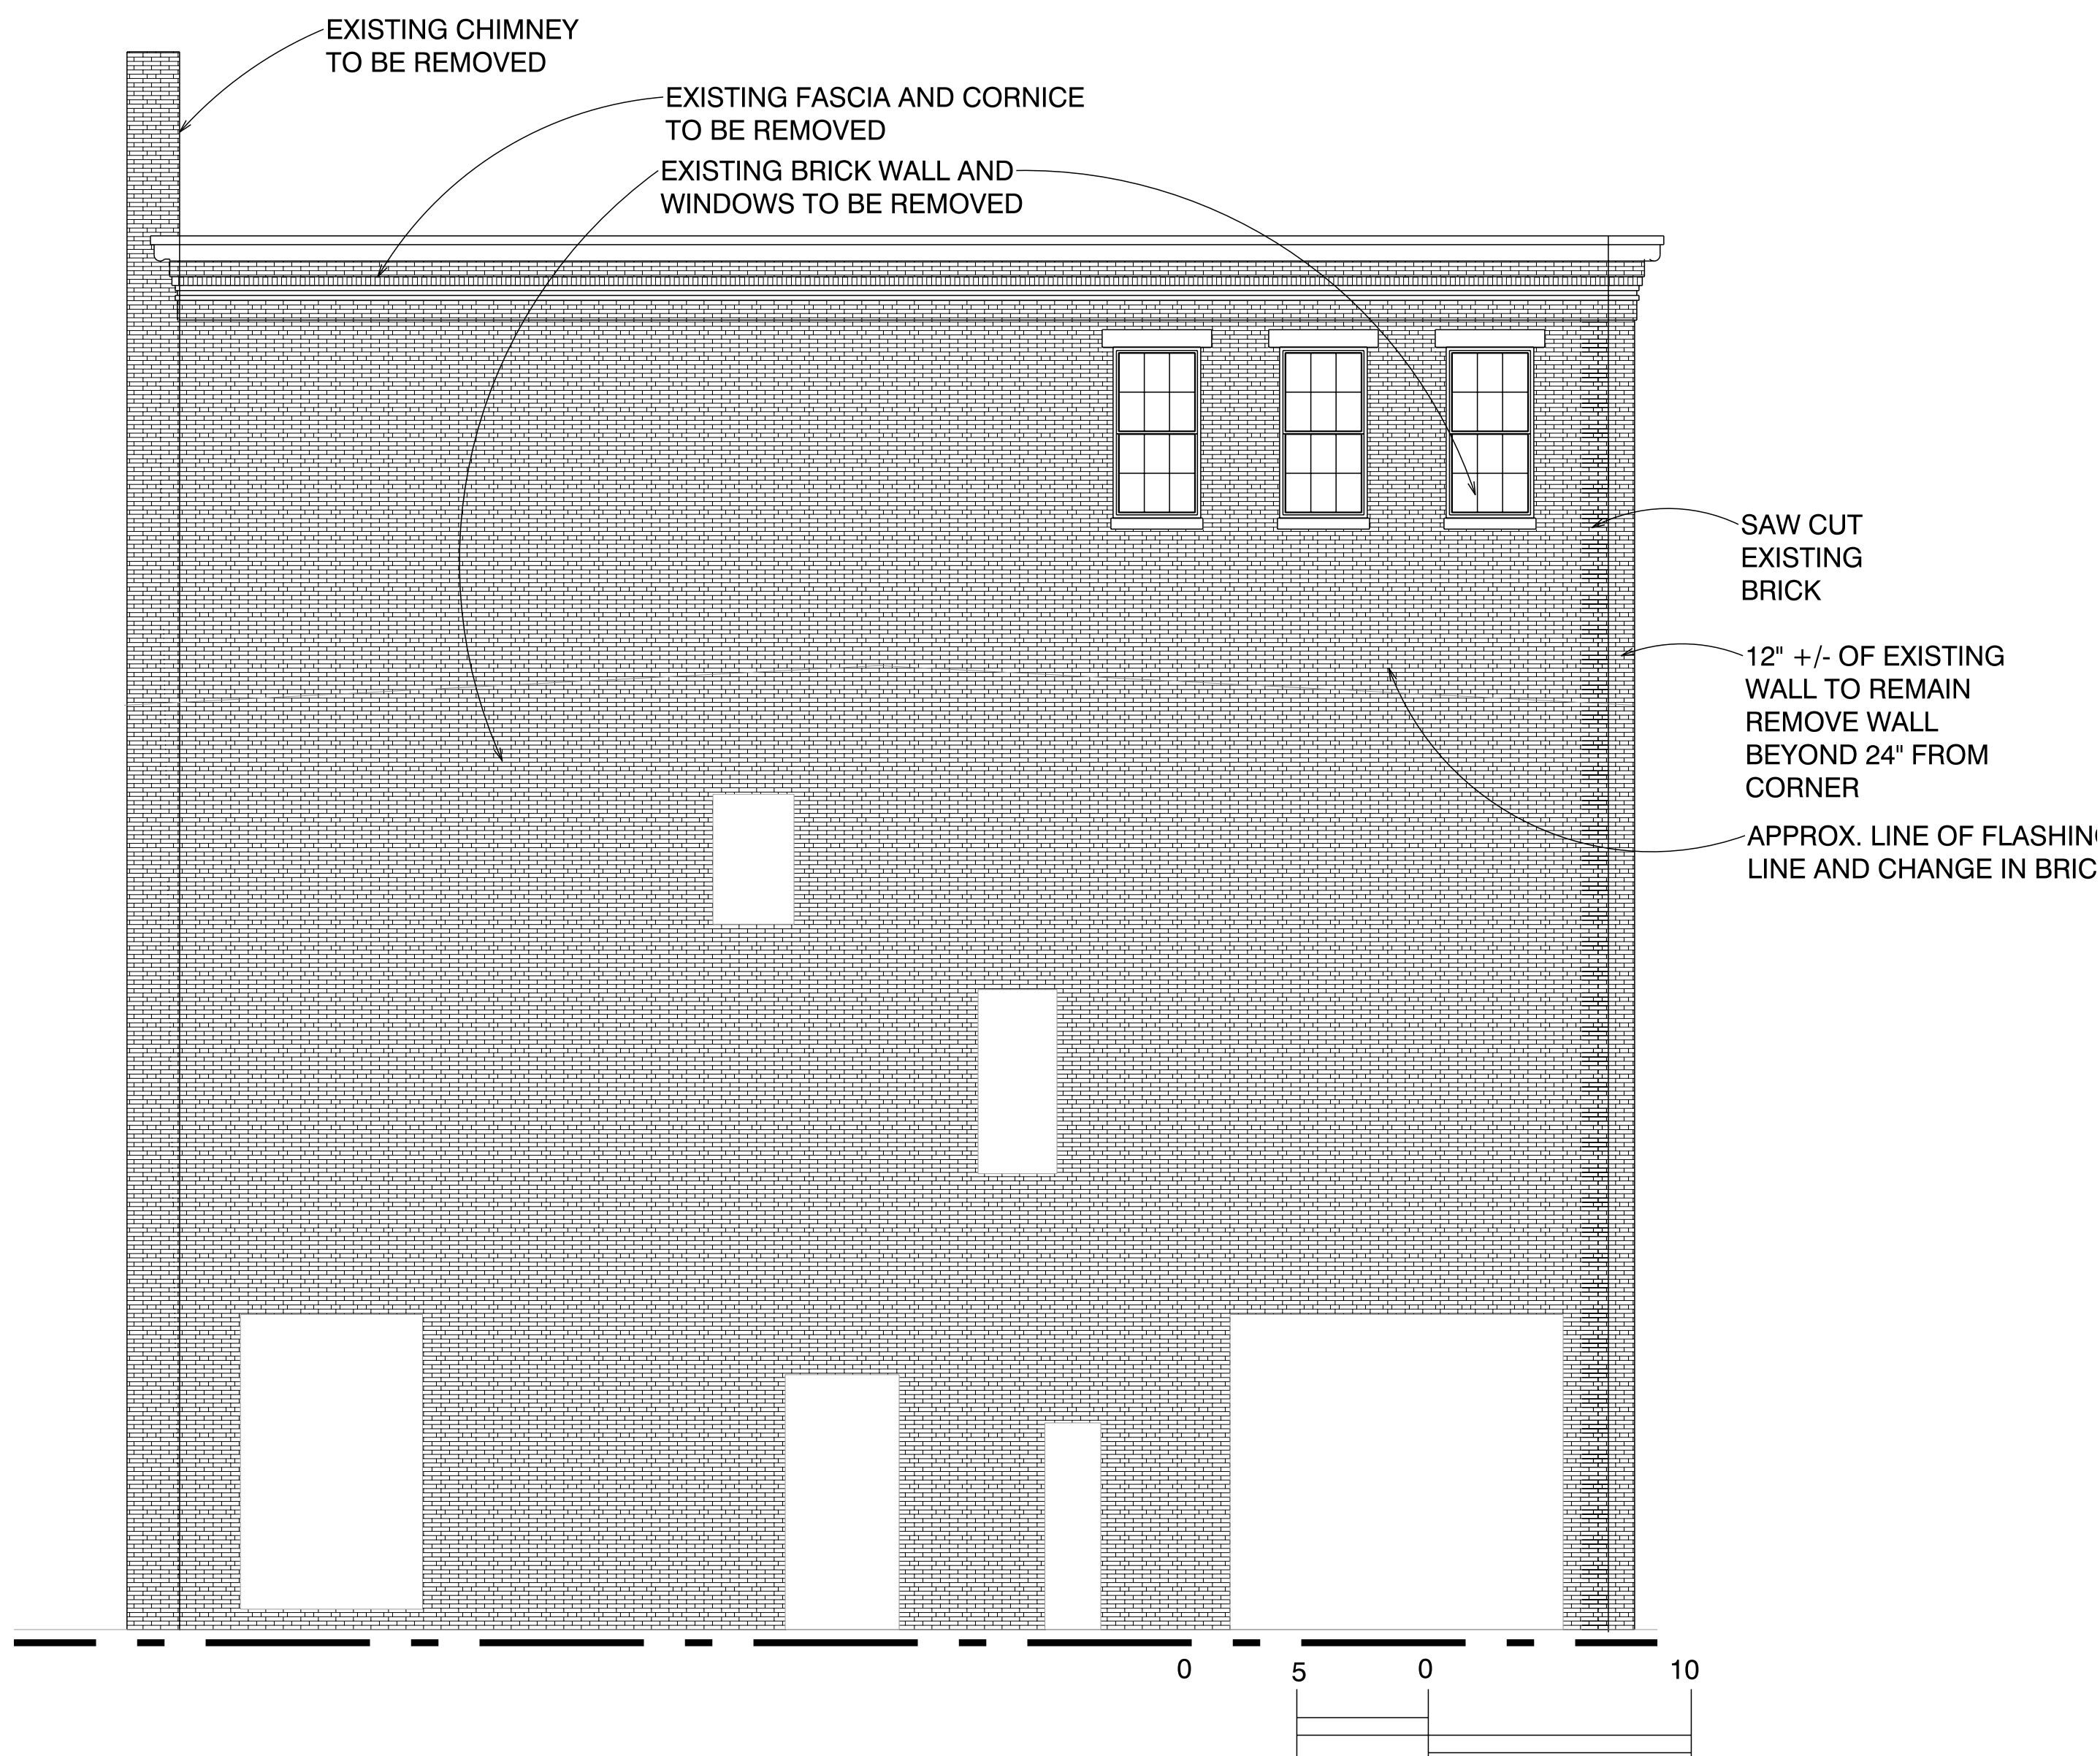 EXISTING CHIMNEY
TO BE REMOVED
EXISTING FASCIA AND CORNICE
TO BE REMOVED
EXISTING BRICK WALL AND
WINDOWS TO BE REMOVED
SAW CUT
EXISTING
BRICK
12" +/- OF EXISTING
WALL TO REMAIN
REMOVE WALL
BEYOND 24" FROM
CORNER
APPROX. LINE OF
LINE AND CHANGE IN
0 5 0 10